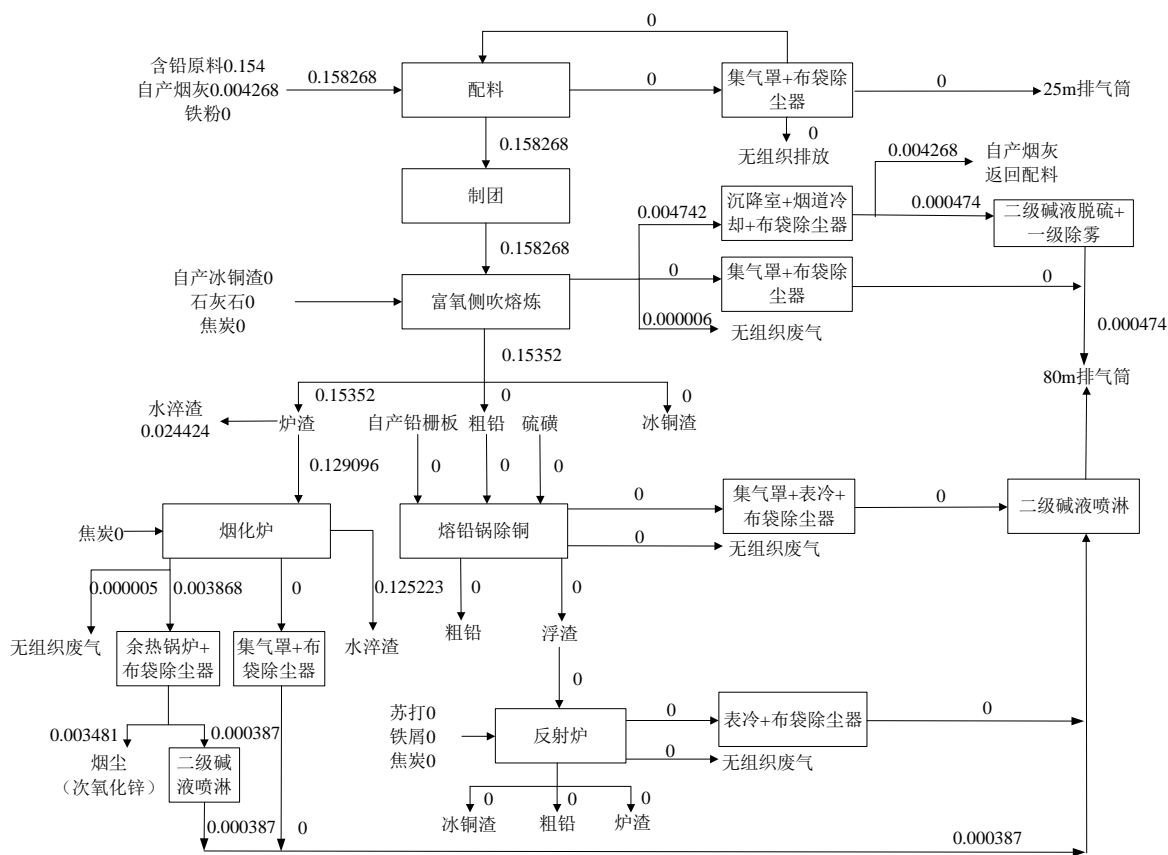 0
含铅原料0.154
自产烟灰0.004268
铁粉0
0.158268
配料
0
集气罩+布袋除
尘器
0
25m排气筒
0
无组织排放
0.158268
制团
0.004268
自产烟灰
返回配料
0.004742
沉降室+烟道冷
却+布袋除尘器
0.000474
二级碱液脱硫+
一级除雾
0.158268
自产冰铜渣0
石灰石0
焦炭0
富氧侧吹熔炼
0
集气罩+布袋除
尘器
0
0.000006
无组织废气
0.000474
0.15352
80m排气筒
0.15352
0
0
水淬渣
0.024424
炉渣
自产铅栅板
粗铅
硫磺
冰铜渣
0.129096
0
0
0
焦炭0
烟化炉
熔铅锅除铜
0
集气罩+表冷+
布袋除尘器
0
二级碱液喷淋
0
无组织废气
0.000005
0.003868
0
0.125223
0
0
无组织废气
余热锅炉+
布袋除尘器
集气罩+布
袋除尘器
水淬渣
粗铅
浮渣
0
0.003481
0.000387
烟尘
（次氧化锌）
二级碱
液喷淋
苏打0
铁屑0
焦炭0
反射炉
0
表冷+布袋除尘器
0
0
无组织废气
0
0
0
冰铜渣
粗铅
炉渣
0.000387
0
0.000387